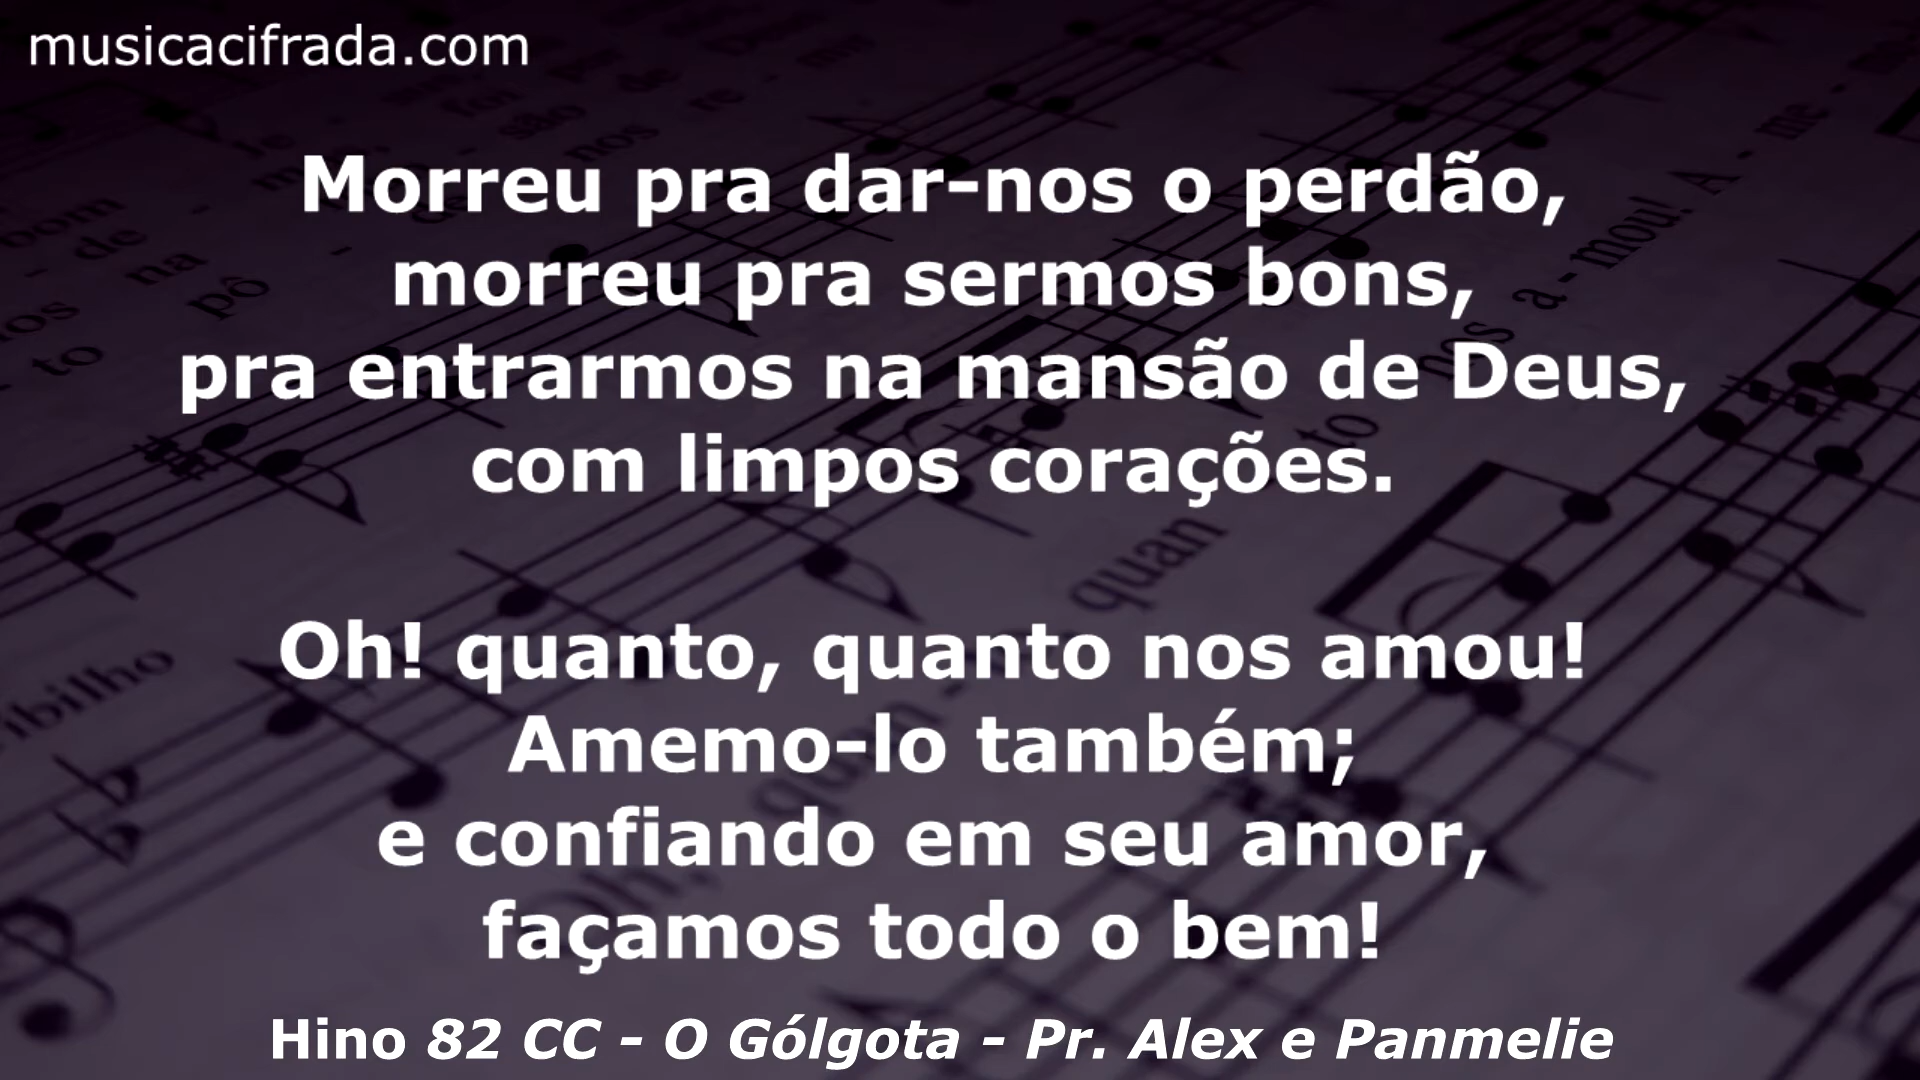 musicacifrada.com
Morreu pra dar-nos o perdão,
morreu pra sermos bons,
pra entrarmos na mansão de Deus,
com limpos corações.
Oh! quanto, quanto nos amou!
Amemo-lo também;
e confiando em seu amor,
façamos todo o bem!
Hino 82 CC - O Gólgota - Pr. Alex e Panmelie